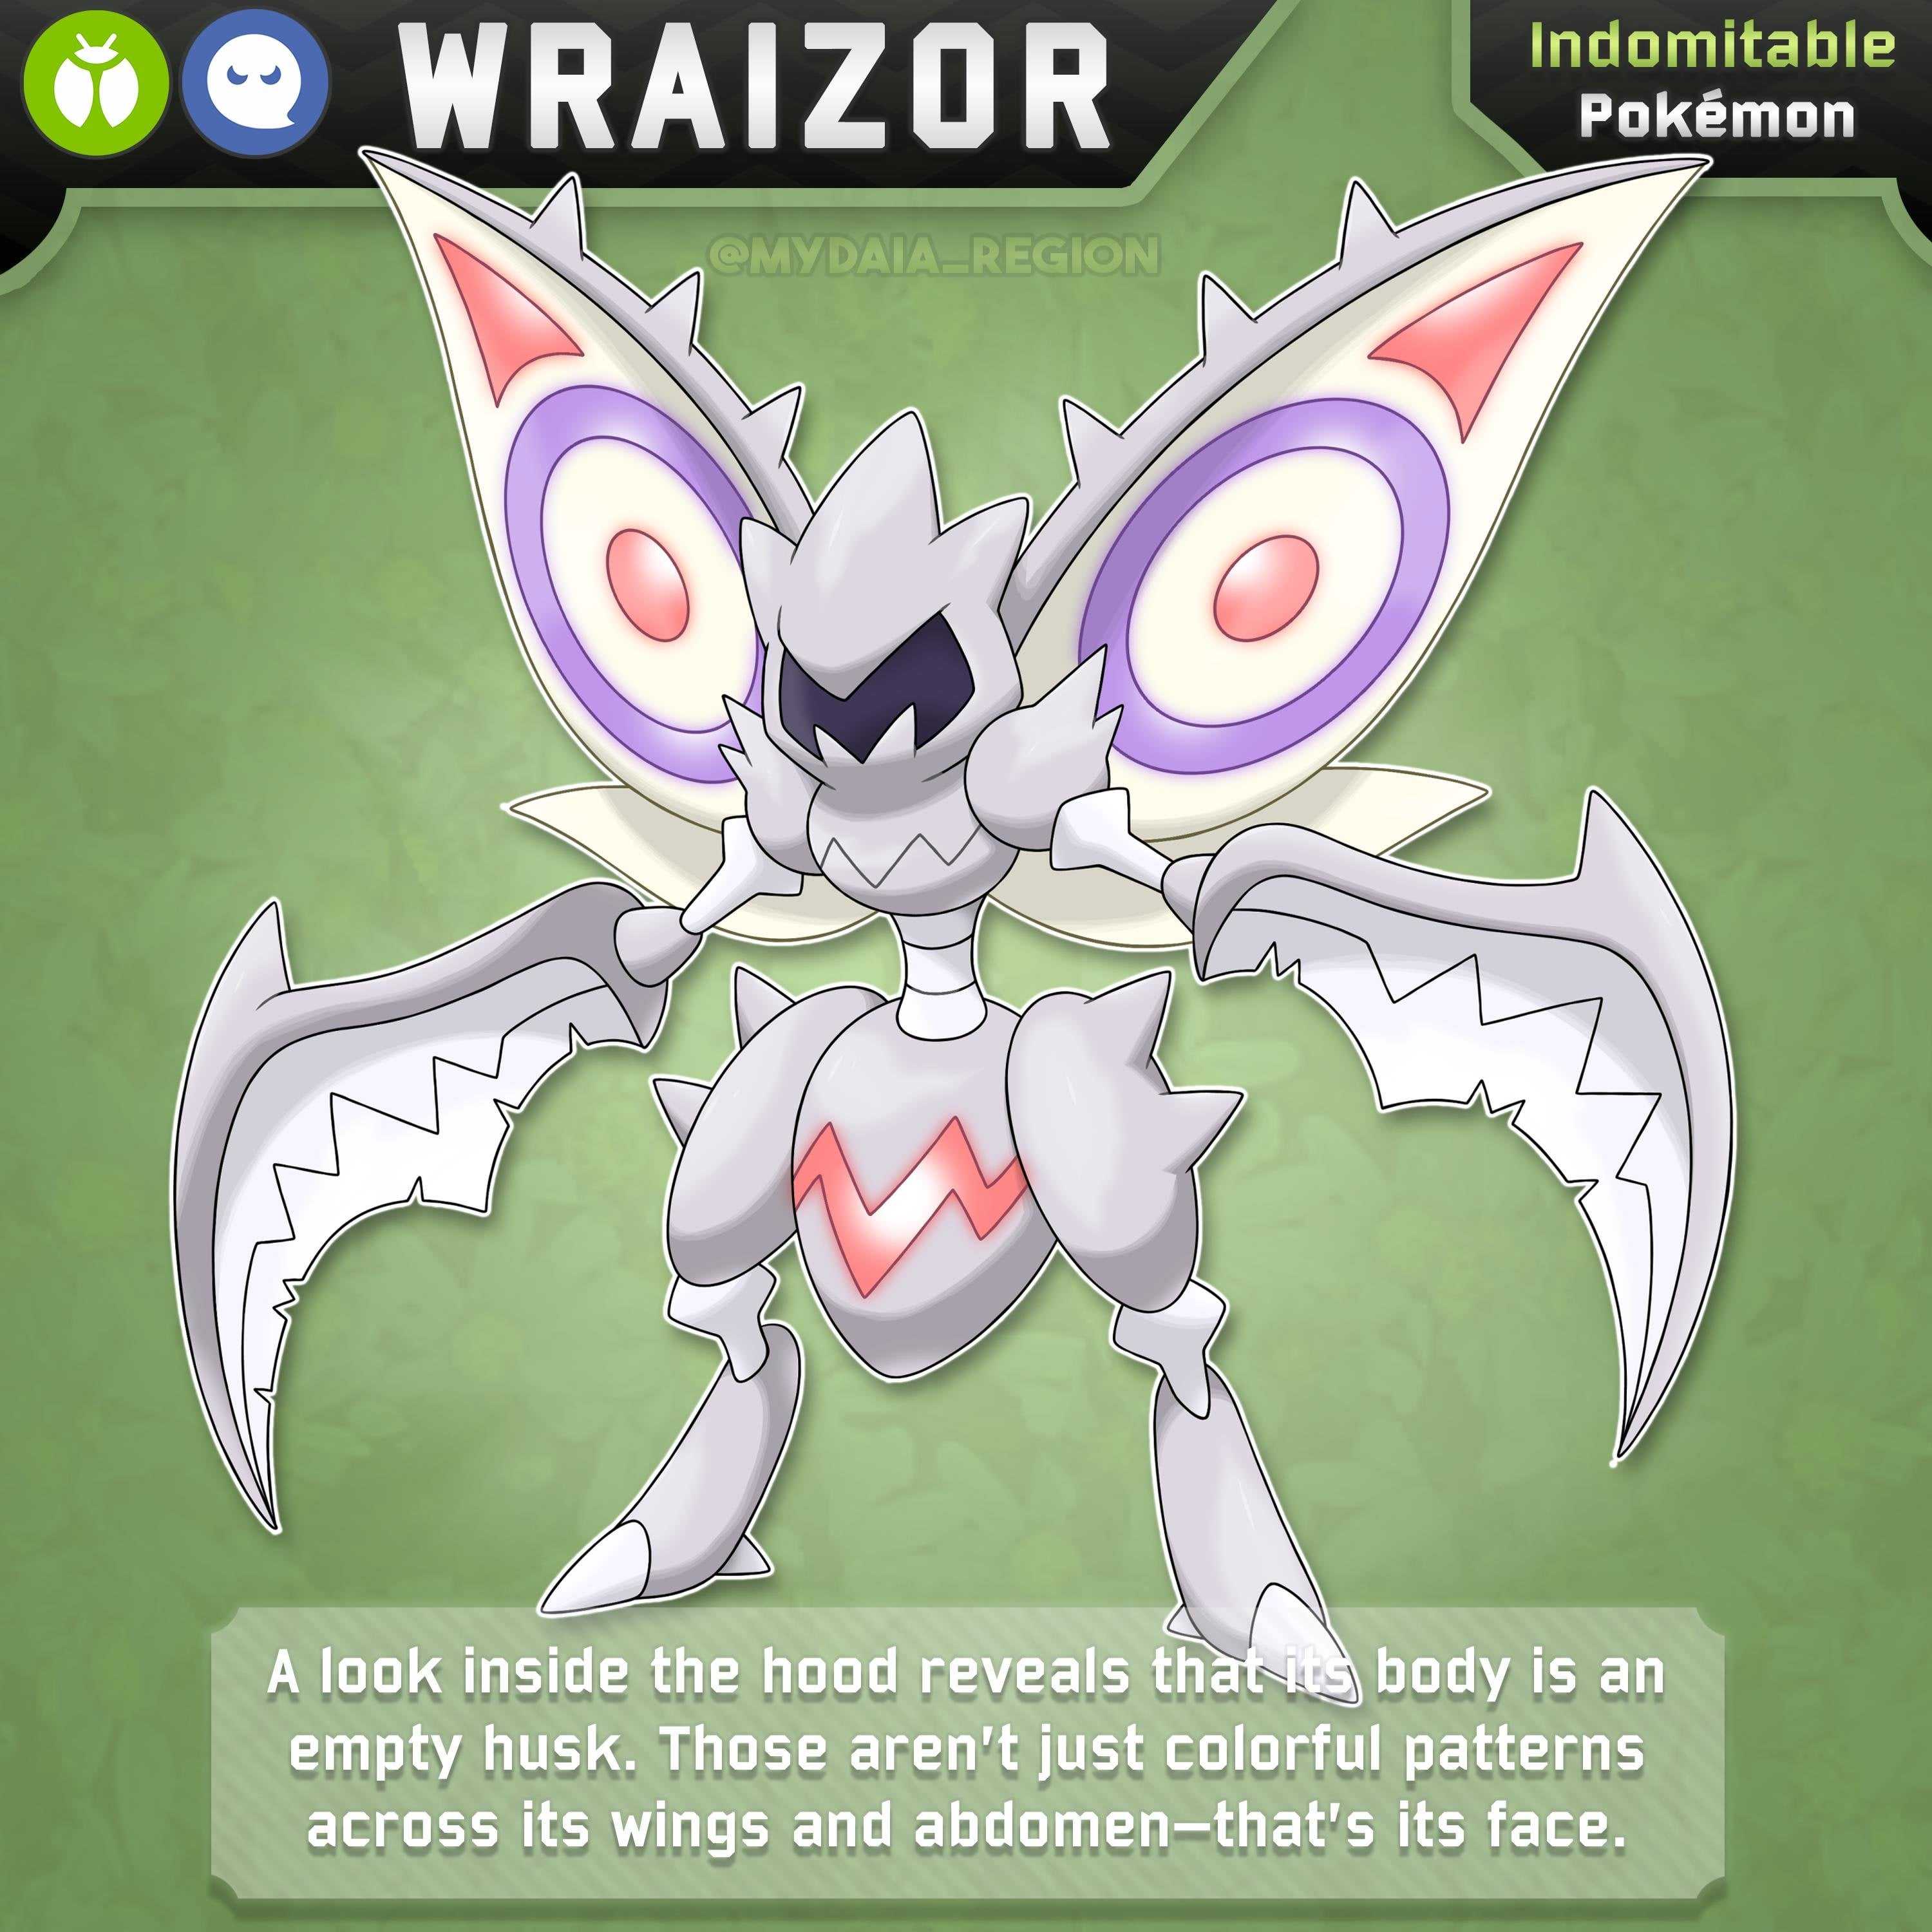 WRAIZOR
Indomitable
Pokémon
@MYDAIA_REGION
A look inside the hood reveals that its body is an
empty husk. Those aren't just colorful patterns
across its wings and abdomen—that's its face.